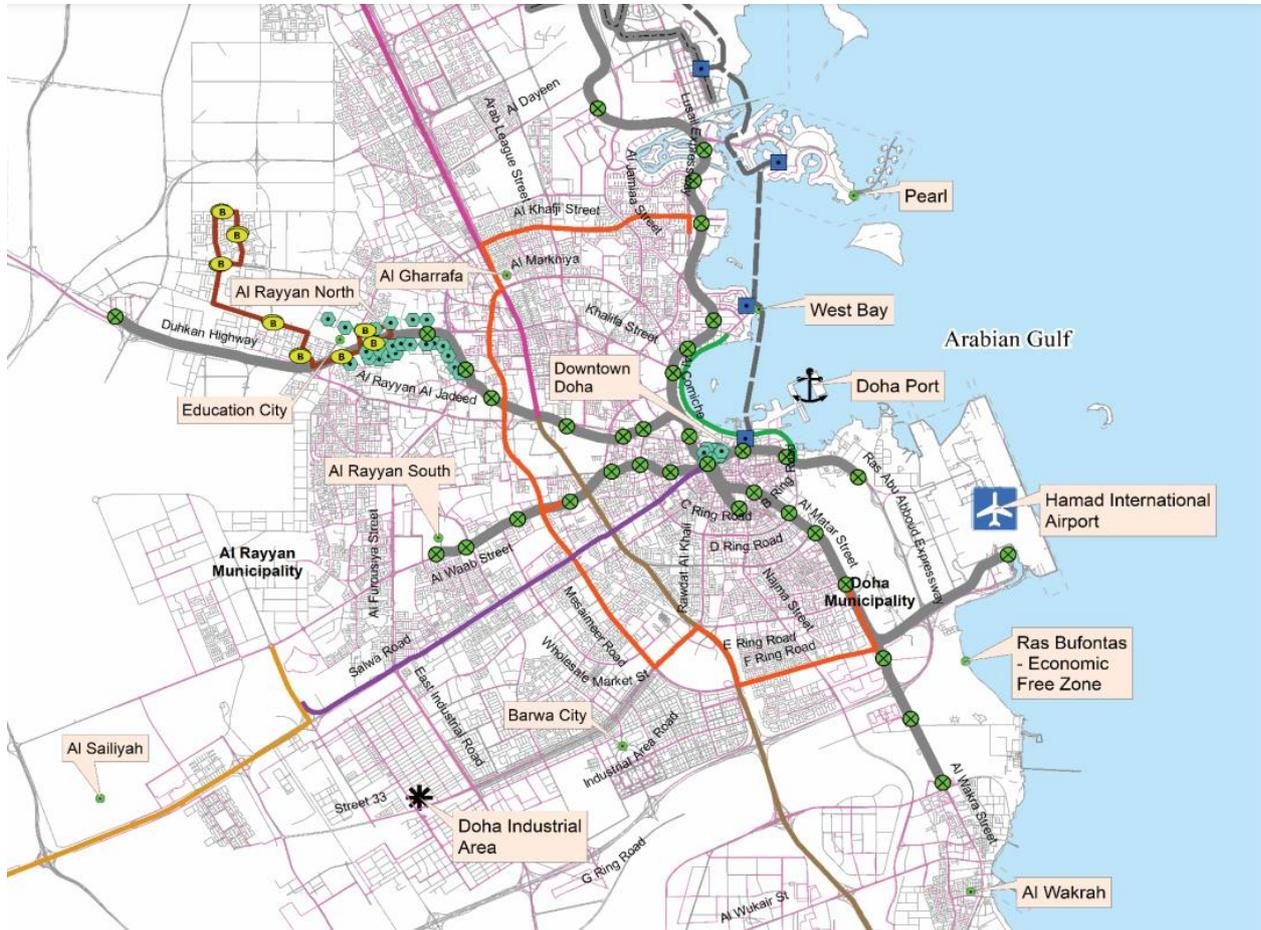 Al Dayeen
Arab League Street
Lusail Expressway
Al Jamiaa Street
Pearl
Al Khafji Street
B
B
B
Al Gharrafa
Al Markhiya
Al Rayyan North
Khalifa Street
West Bay
Duhkan Highway
B
B
B
B
B
Arabian Gulf
Downtown
Doha
Al Corniche
Doha Port
Al Rayyan Al Jadeed
Education City
Al Rayyan South
B Ring Road
Ras Abu Abboud Expressway
Hamad International
Airport
C Ring Road
Al Matar Street
D Ring Road
Rawdat Al Khail
Al Furousiya Street
Al Waab Street
Al Rayyan
Municipality
Najma Street
Doha
Municipality
Mesaimeer Road
E Ring Road
F Ring Road
Salwa Road
Wholesale Market St
Ras Bufontas
- Economic
Free Zone
East Industrial Road
Barwa City
Industrial Area Road
Al Sailiyah
Street 33
Al Wakra Street
Doha Industrial
Area
G Ring Road
Al Wukair St
Al Wakrah